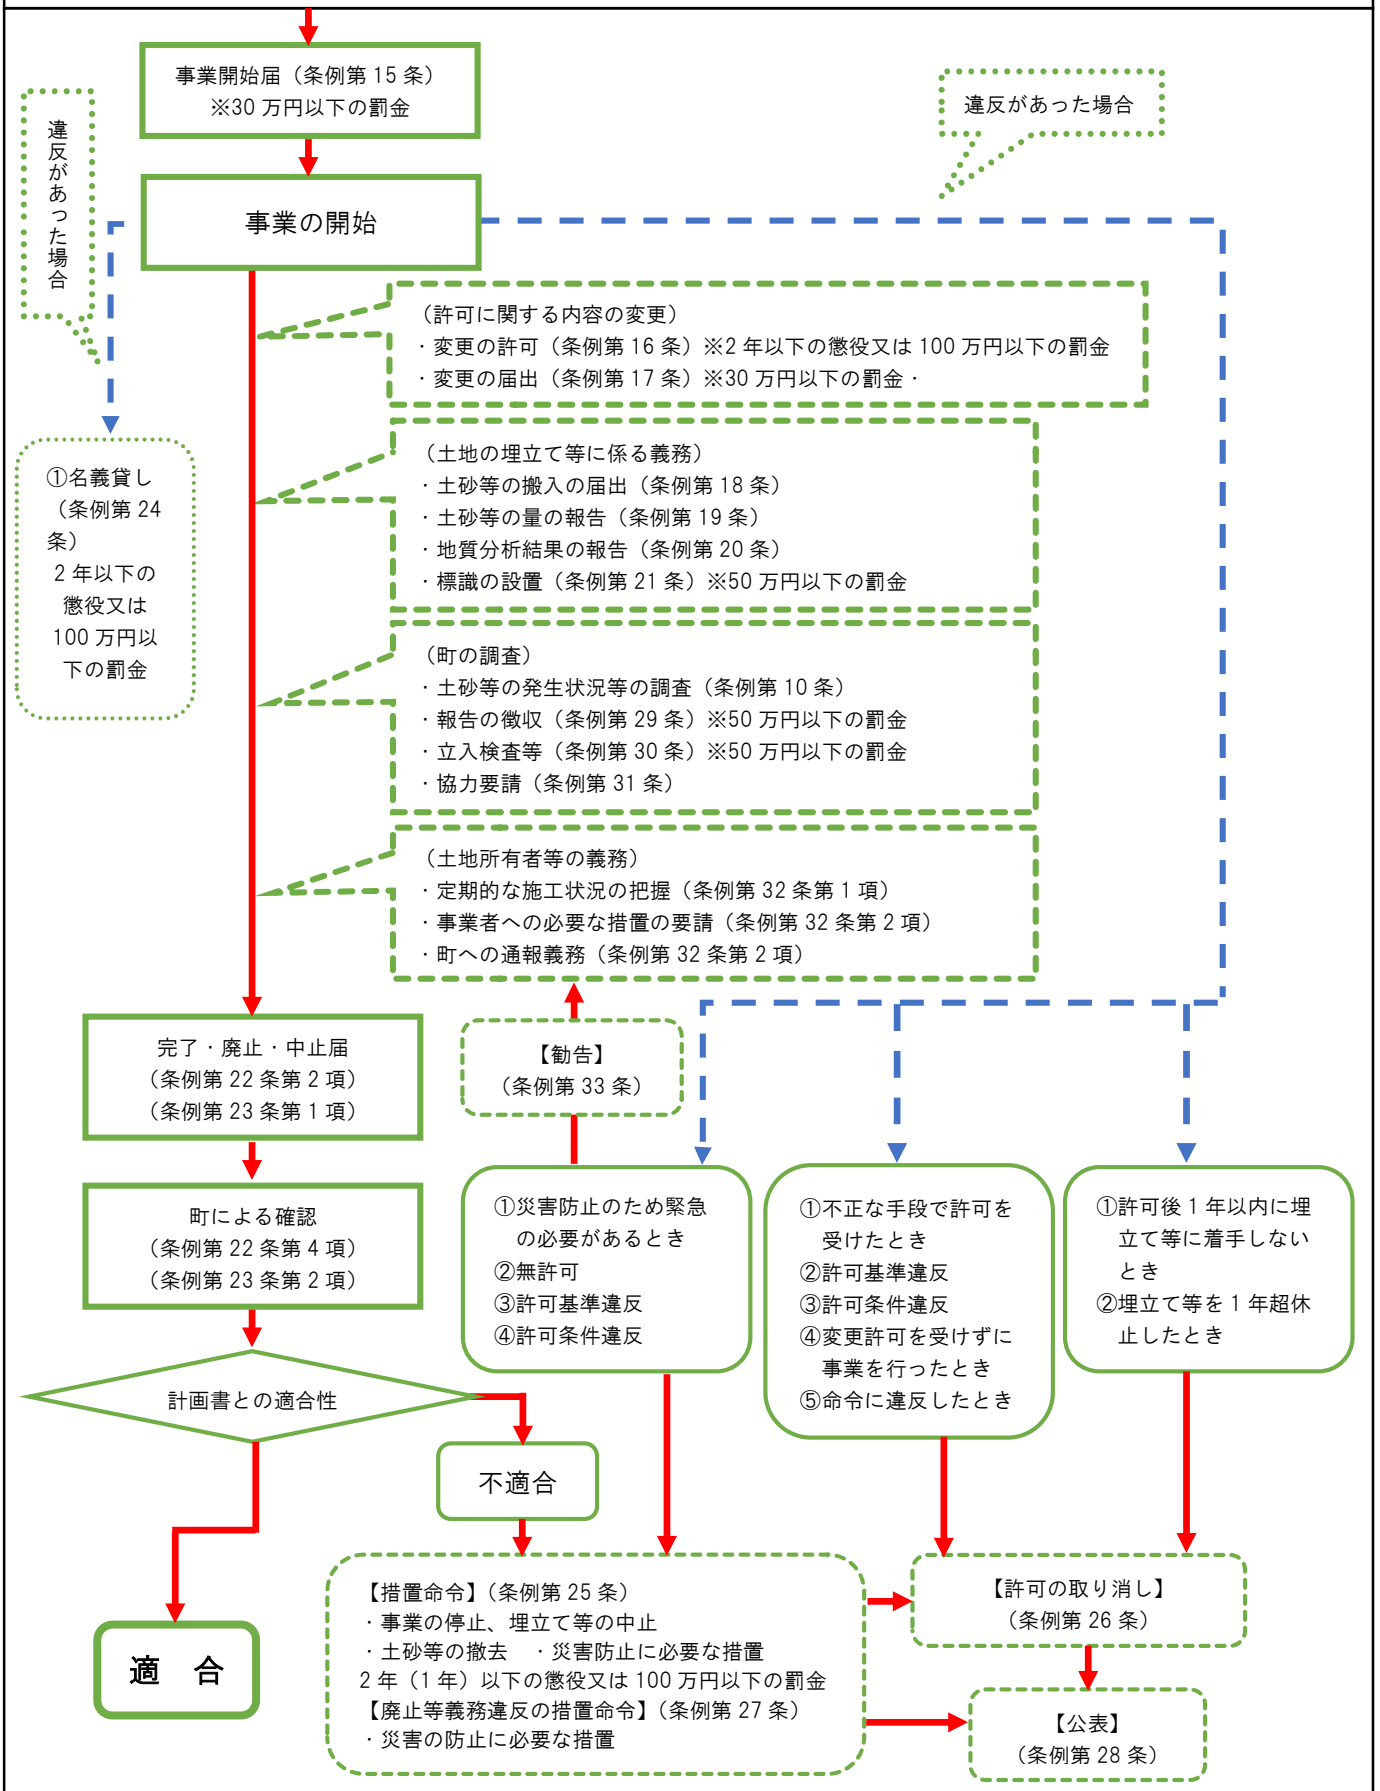 事業開始届（条例第 15 条）
※30 万円以下の罰金
違反があった場合
違反があった場合
事業の開始
（許可に関する内容の変更）
・変更の許可（条例第 16 条）※2 年以下の懲役又は 100 万円以下の罰金
・変更の届出（条例第 17 条）※30 万円以下の罰金・
（土地の埋立て等に係る義務）
・土砂等の搬入の届出（条例第 18 条）
・土砂等の量の報告（条例第 19 条）
・地質分析結果の報告（条例第 20 条）
・標識の設置（条例第 21 条）※50 万円以下の罰金
①名義貸し
（条例第 24
条）
2 年以下の
懲役又は
100 万円以
下の罰金
（町の調査）
・土砂等の発生状況等の調査（条例第 10 条）
・報告の徴収（条例第 29 条）※50 万円以下の罰金
・立入検査等（条例第 30 条）※50 万円以下の罰金
・協力要請（条例第 31 条）
（土地所有者等の義務）
・定期的な施工状況の把握（条例第 32 条第 1 項）
・事業者への必要な措置の要請（条例第 32 条第 2 項）
・町への通報義務（条例第 32 条第 2 項）
完了・廃止・中止届
（条例第 22 条第 2 項）
（条例第 23 条第 1 項）
【勧告】
（条例第 33 条）
町による確認
（条例第 22 条第 4 項）
（条例第 23 条第 2 項）
①災害防止のため緊急
の必要があるとき
②無許可
③許可基準違反
④許可条件違反
①不正な手段で許可を
受けたとき
②許可基準違反
③許可条件違反
④変更許可を受けずに
事業を行ったとき
⑤命令に違反したとき
①許可後 1 年以内に埋
立て等に着手しない
とき
②埋立て等を 1 年超休
止したとき
計画書との適合性
不適合
適　合
【措置命令】（条例第 25 条）
・事業の停止、埋立て等の中止
・土砂等の撤去　・災害防止に必要な措置
2 年（1 年）以下の懲役又は 100 万円以下の罰金
【廃止等義務違反の措置命令】（条例第 27 条）
・災害の防止に必要な措置
【許可の取り消し】
（条例第 26 条）
【公表】
（条例第 28 条）